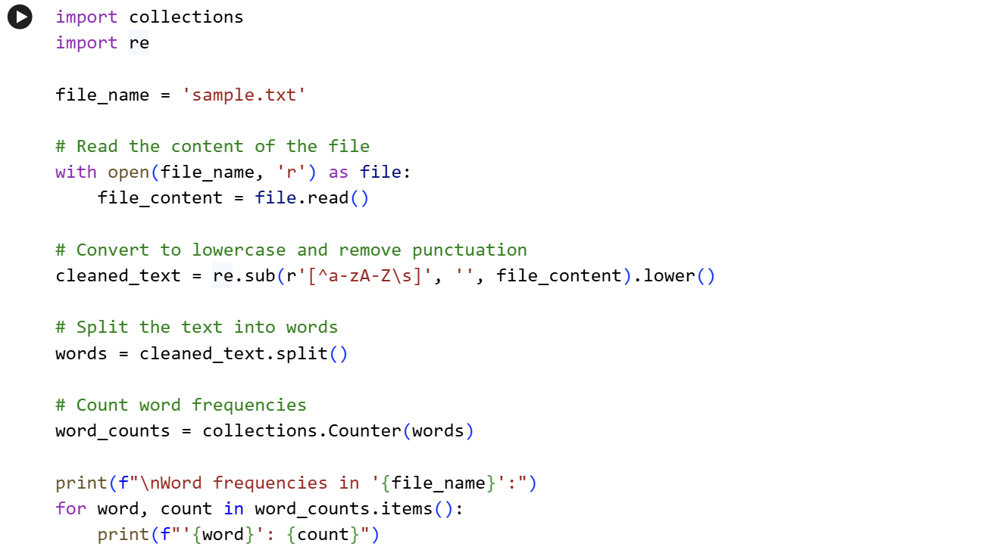 import collections
import re

file_name = 'sample.txt'

# Read the content of the file
with open(file_name, 'r') as file:
    file_content = file.read()

# Convert to lowercase and remove punctuation
cleaned_text = re.sub(r'[^a-zA-Z\s]', '', file_content).lower()

# Split the text into words
words = cleaned_text.split()

# Count word frequencies
word_counts = collections.Counter(words)

print(f"\nWord frequencies in '{file_name}':")
for word, count in word_counts.items():
    print(f"'{word}': {count}")